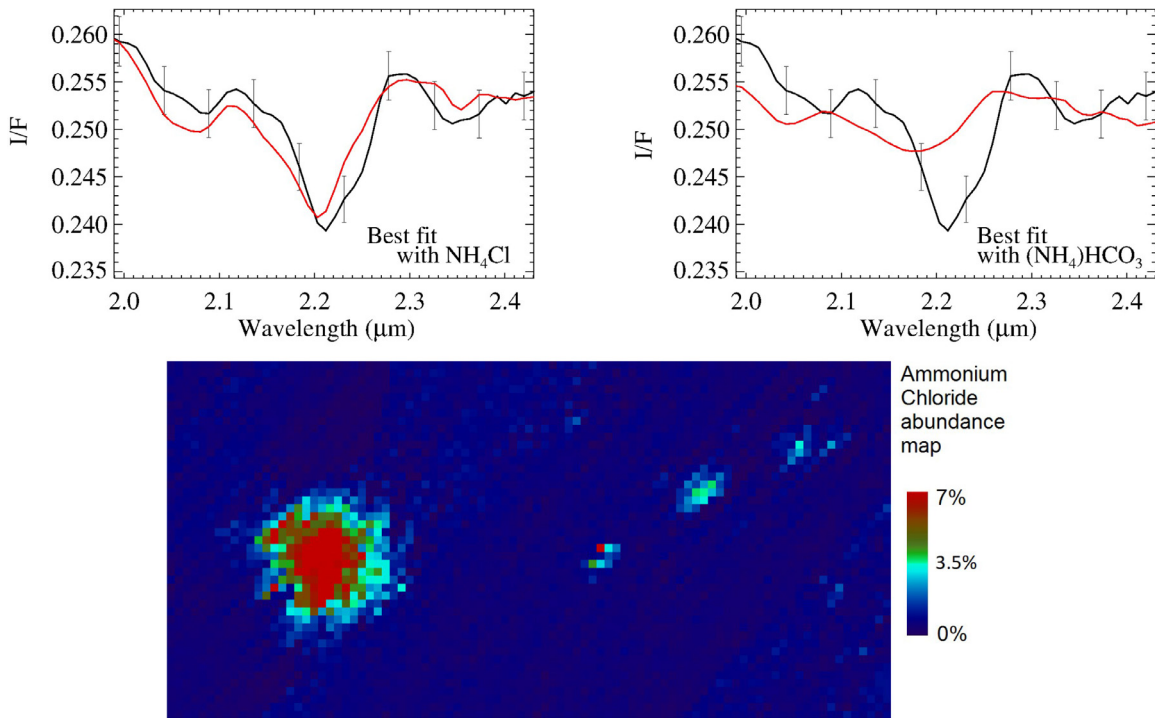 0.260
0.255
0.250
0.245
0.240
0.235
I/F
Best fit
with NH₄Cl
2.0 2.1 2.2 2.3 2.4
Wavelength (μm)
0.260
0.255
0.250
0.245
0.240
0.235
I/F
Best fit
with (NH₄)HCO₃
2.0 2.1 2.2 2.3 2.4
Wavelength (μm)
Ammonium
Chloride
abundance
map
7%
3.5%
0%